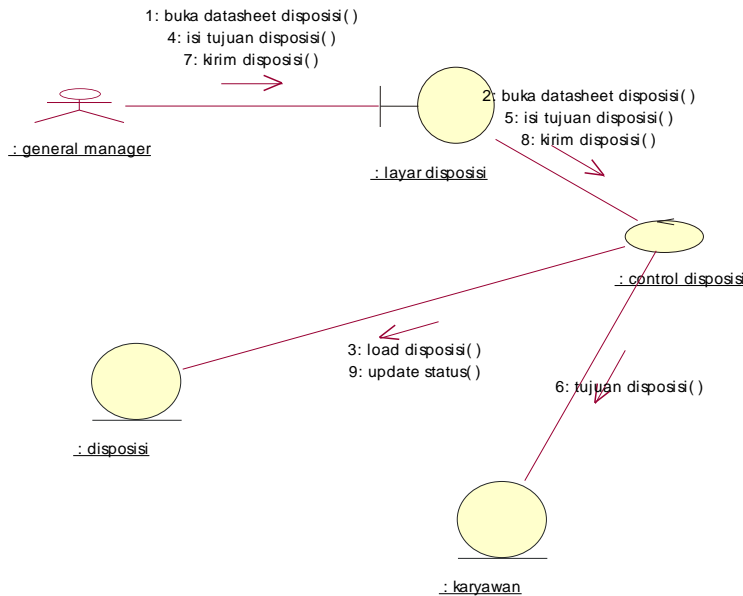 1: buka datasheet disposisi( )
4: isi tujuan disposisi( )
7: kirim disposisi( )
: general manager
2: buka datasheet disposisi( )
5: isi tujuan disposisi( )
8: kirim disposisi( )
: layar disposisi
: control disposisi
3: load disposisi( )
9: update status( )
: disposisi
6: tujuan disposisi( )
: karyawan